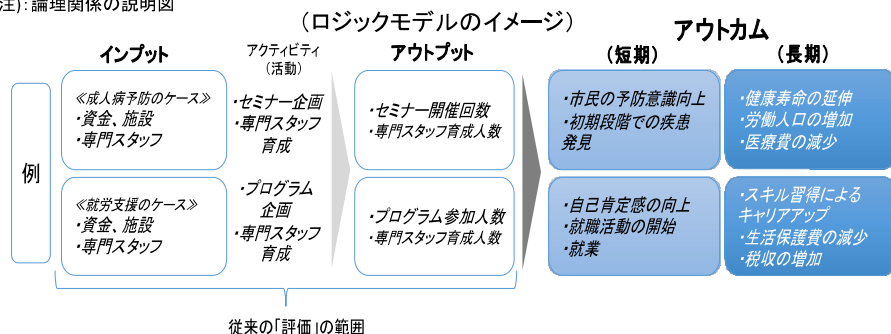 注):論理関係の説明図
(ロジックモデルのイメージ)
インプット
アクティビティ
(活動)
アウトプット
アウトカム
(短期)
(長期)
例
≪成人病予防のケース≫
・資金、施設
・専門スタッフ
・セミナー企画
・専門スタッフ
育成
・セミナー開催回数
・専門スタッフ育成人数
・市民の予防意識向上
・初期段階での疾患
発見
・健康寿命の延伸
・労働人口の増加
・医療費の減少
≪就労支援のケース≫
・資金、施設
・専門スタッフ
・プログラム
企画
・専門スタッフ
育成
・プログラム参加人数
・専門スタッフ育成人数
・自己肯定感の向上
・就職活動の開始
・就業
・スキル習得による
キャリアアップ
・生活保護費の減少
・税収の増加
従来の「評価」の範囲